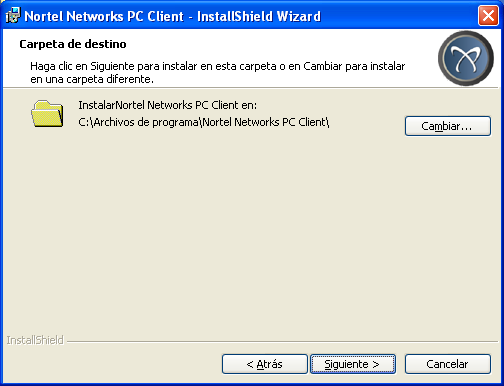 Nortel Networks PC Client - InstallShield Wizard
Carpeta de destino
Haga clic en Siguiente para instalar en esta carpeta o en Cambiar para instalar
en una carpeta diferente.
InstalarNortel Networks PC Client en:
C:\Archivos de programa\Nortel Networks PC Client\
Cambiar...
InstallShield
< Atrás
Siguiente >
Cancelar